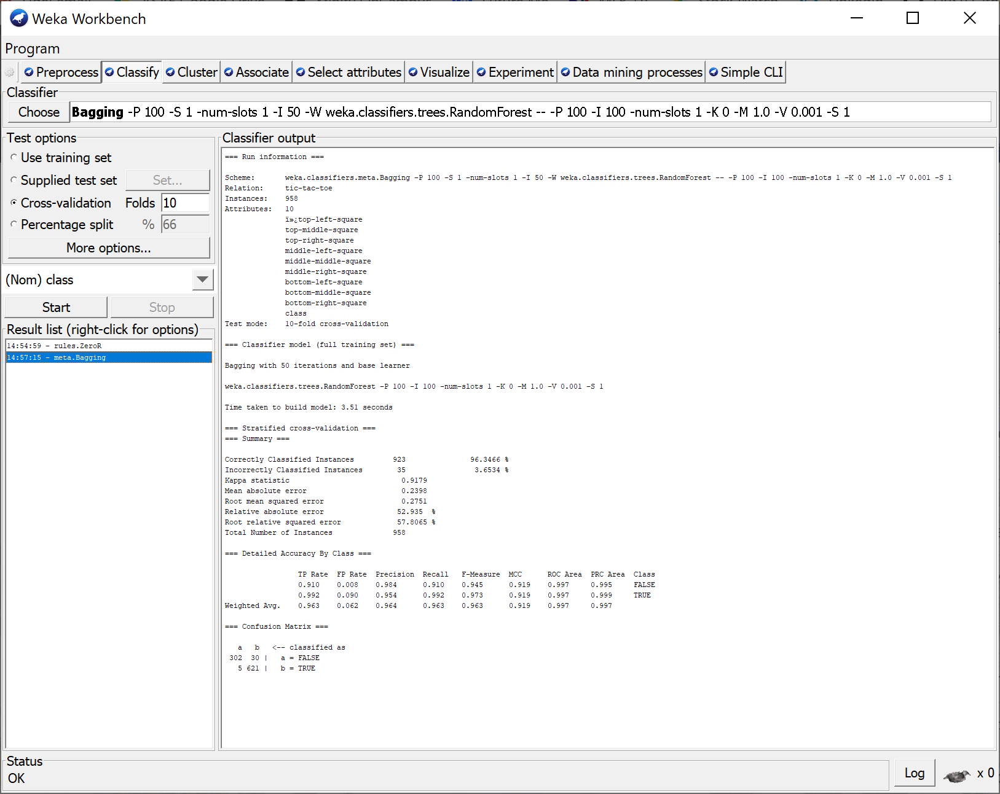 Weka Workbench
Program
Preprocess Classify Cluster Associate Select attributes Visualize Experiment Data mining processes Simple CLI
Classifier
Choose Bagging -P 100 -S 1 -num-slots 1 -I 50 -W weka.classifiers.trees.RandomForest -- -P 100 -I 100 -num-slots 1 -K 0 -M 1.0 -V 0.001 -S 1
Test options
Use training set
Supplied test set Set...
Cross-validation Folds 10
Percentage split % 66
More options...
(Nom) class
Start Stop
Result list (right-click for options)
14:54:59 - rules.ZeroR
14:57:15 - meta.Bagging
Classifier output
=== Run information ===
Scheme: weka.classifiers.meta.Bagging -P 100 -S 1 -num-slots 1 -I 50 -W weka.classifiers.trees.RandomForest -- -P 100 -I 100 -num-slots 1 -K 0 -M 1.0 -V 0.001 -S 1
Relation: tic-tac-toe
Instances: 958
Attributes: 10
ï»¿top-left-square
top-middle-square
top-right-square
middle-left-square
middle-middle-square
middle-right-square
bottom-left-square
bottom-middle-square
bottom-right-square
class
Test mode: 10-fold cross-validation
=== Classifier model (full training set) ===
Bagging with 50 iterations and base learner
weka.classifiers.trees.RandomForest -P 100 -I 100 -num-slots 1 -K 0 -M 1.0 -V 0.001 -S 1
Time taken to build model: 3.51 seconds
=== Stratified cross-validation ===
=== Summary ===
Correctly Classified Instances 923 96.3466 %
Incorrectly Classified Instances 35 3.6534 %
Kappa statistic 0.9179
Mean absolute error 0.2398
Root mean squared error 0.2751
Relative absolute error 52.935 %
Root relative squared error 57.8065 %
Total Number of Instances 958
=== Detailed Accuracy By Class ===
TP Rate FP Rate Precision Recall F-Measure MCC ROC Area PRC Area Class
0.910 0.008 0.984 0.910 0.945 0.919 0.997 0.995 FALSE
0.992 0.090 0.954 0.992 0.973 0.919 0.997 0.999 TRUE
Weighted Avg. 0.963 0.062 0.964 0.963 0.963 0.919 0.997 0.997
=== Confusion Matrix ===
a b <-- classified as
302 30 | a = FALSE
5 621 | b = TRUE
Status
OK
Log x 0